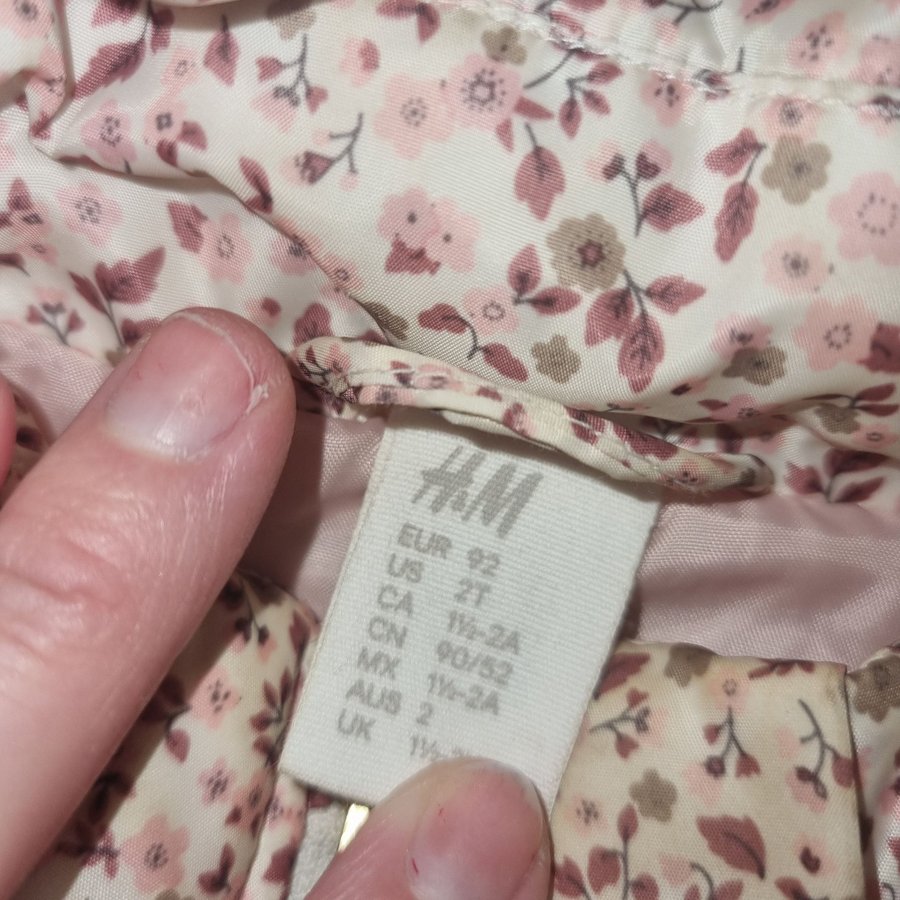 H&M
EUR 92
US 2T
CA 1½-2A
CN 90/52
MX 1½-2A
AUS 2
UK